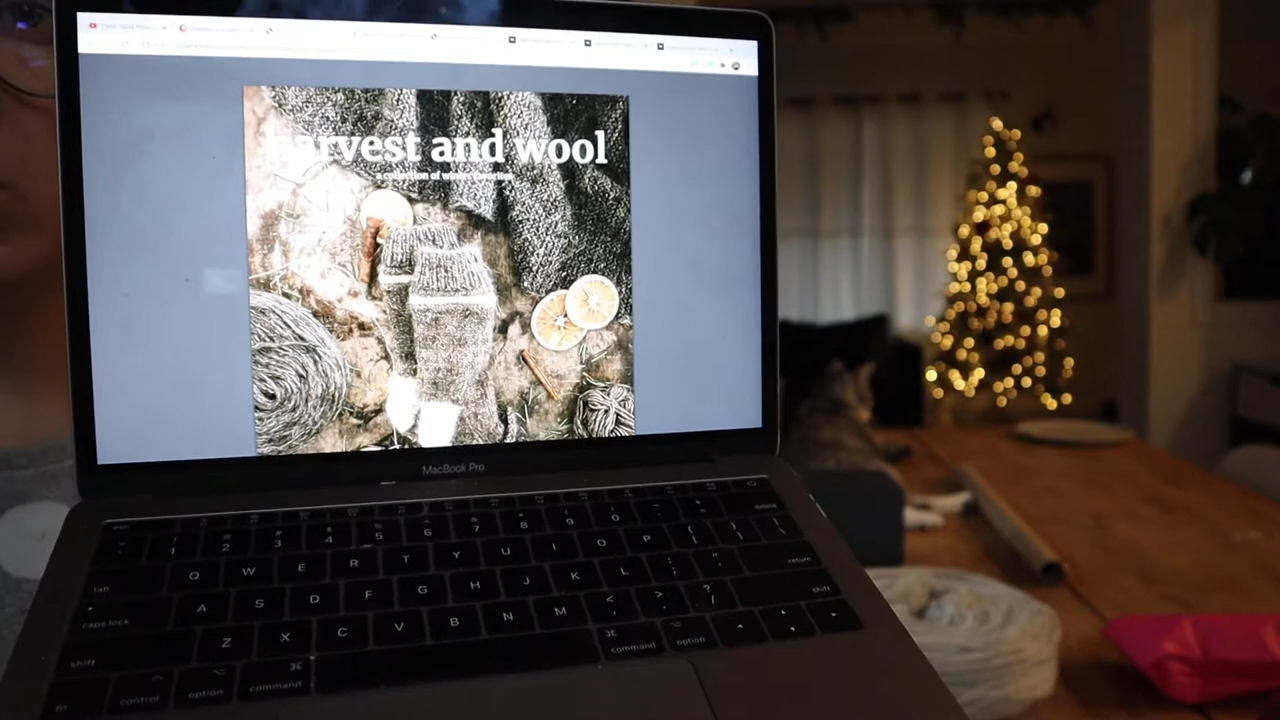 harvest and wool
a collection of winter favorites
MacBook Pro
esc
! @ # $ % ^ & * ( ) _ + delete
1 2 3 4 5 6 7 8 9 0 - =
tab Q W E R T Y U I O P { } |
[ ] \
caps lock A S D F G H J K L : " return
; '
shift Z X C V B N M < > ? shift
, . /
fn control option command command option